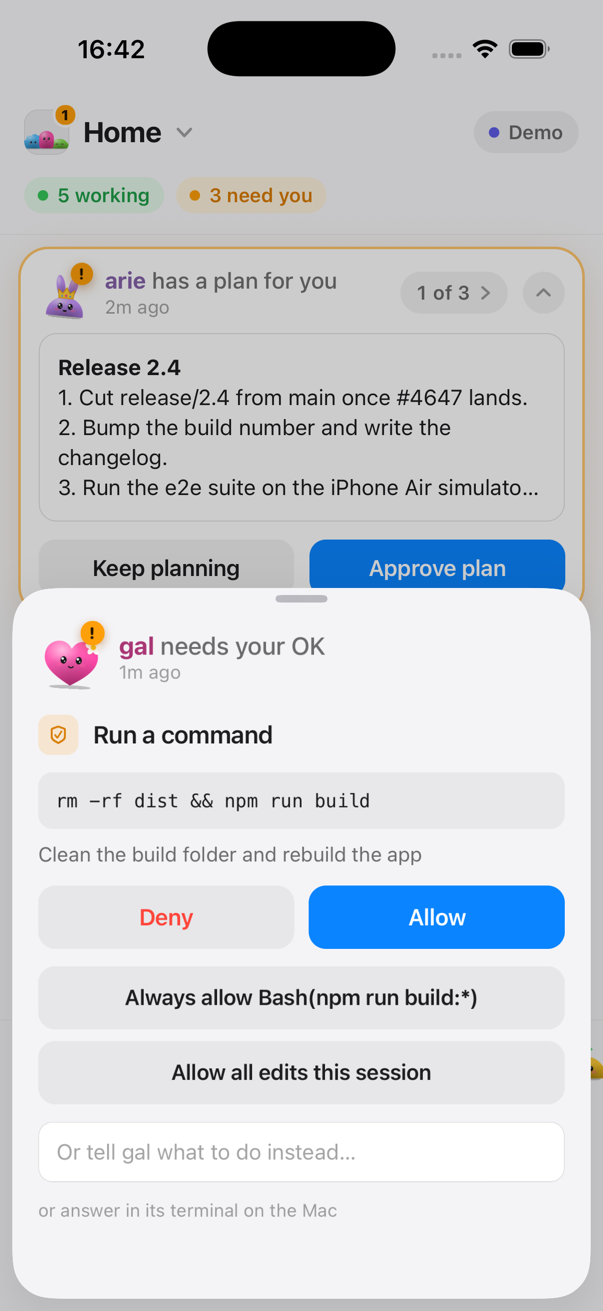 16:42
1
Home
Demo
5 working
3 need you
!
arie has a plan for you
2m ago
1 of 3
Release 2.4
1. Cut release/2.4 from main once #4647 lands.
2. Bump the build number and write the
changelog.
3. Run the e2e suite on the iPhone Air simulato...
Keep planning
Approve plan
!
gal needs your OK
1m ago
Run a command
rm -rf dist && npm run build
Clean the build folder and rebuild the app
Deny
Allow
Always allow Bash(npm run build:*)
Allow all edits this session
Or tell gal what to do instead...
or answer in its terminal on the Mac